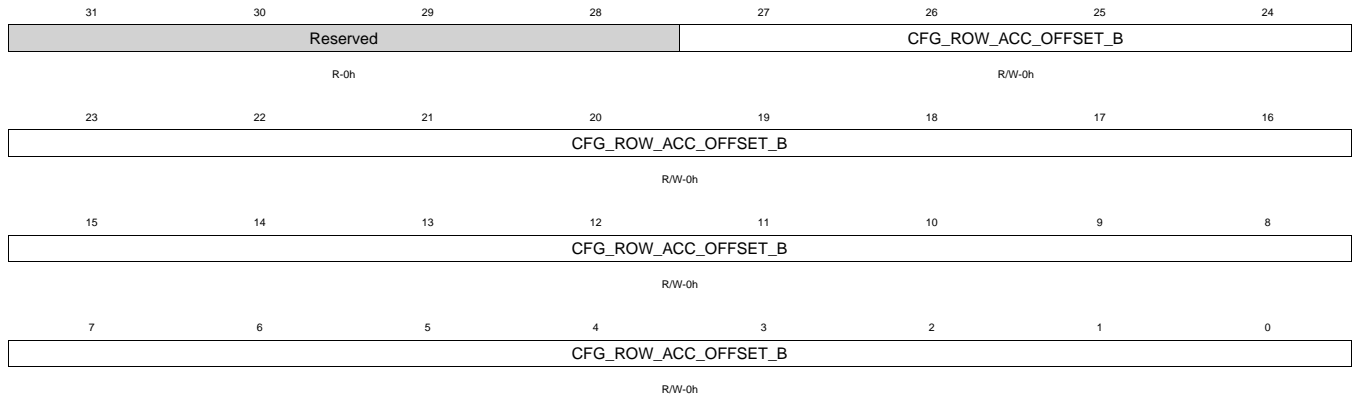 31 30 29 28 27 26 25 24
Reserved CFG_ROW_ACC_OFFSET_B
R-0h R/W-0h
23 22 21 20 19 18 17 16
CFG_ROW_ACC_OFFSET_B
R/W-0h
15 14 13 12 11 10 9 8
CFG_ROW_ACC_OFFSET_B
R/W-0h
7 6 5 4 3 2 1 0
CFG_ROW_ACC_OFFSET_B
R/W-0h